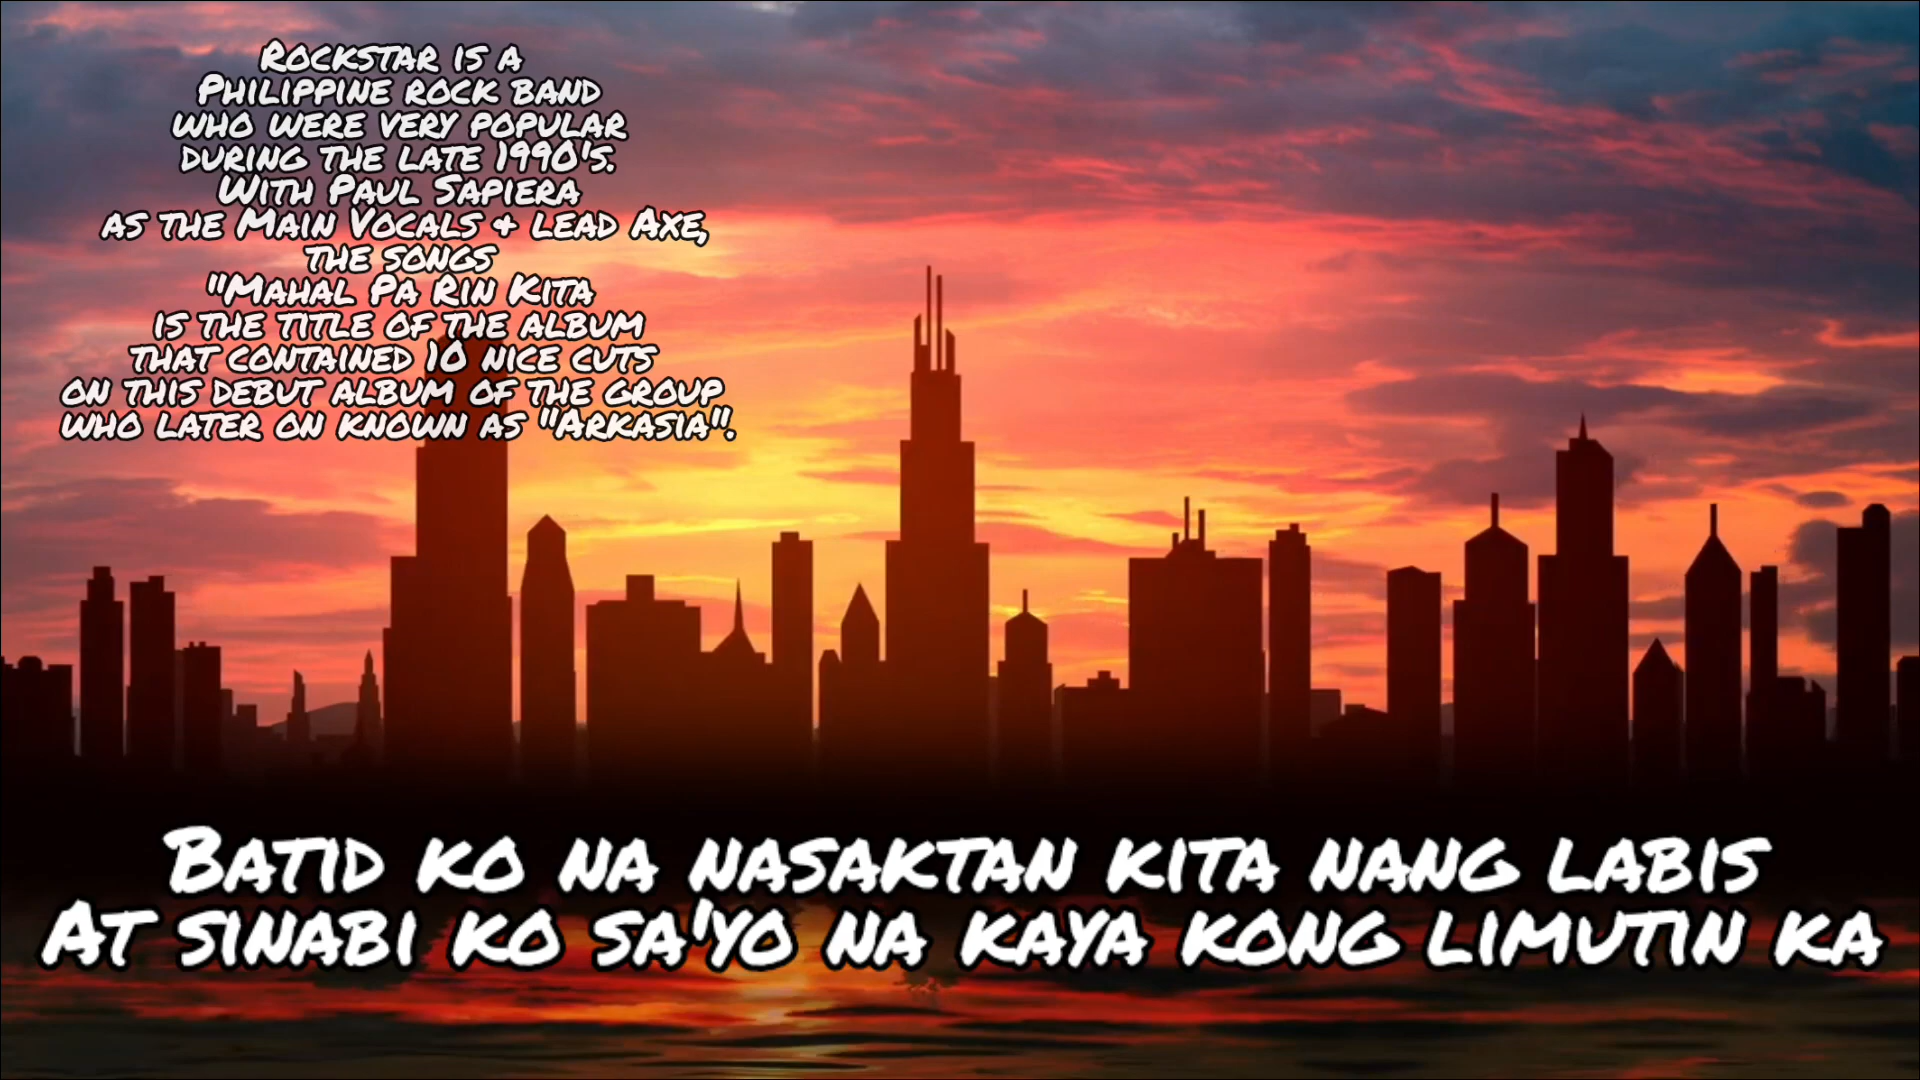 Rockstar is a
Philippine rock band
who were very popular
during the late 1990's.
With Paul Sapiera
as the Main Vocals & lead Axe,
the songs
"Mahal Pa Rin Kita
is the title of the album
that contained 10 nice cuts
on this debut album of the group
who later on known as "Arkasia".
Batid ko na nasaktan kita nang labis
At sinabi ko sa'yo na kaya kong limutin ka